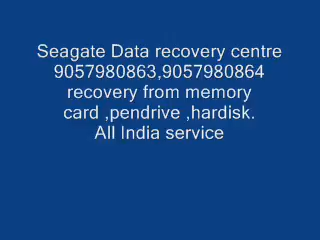 Seagate Data recovery centre
9057980863,9057980864
recovery from memory
card ,pendrive ,hardisk.
All India service